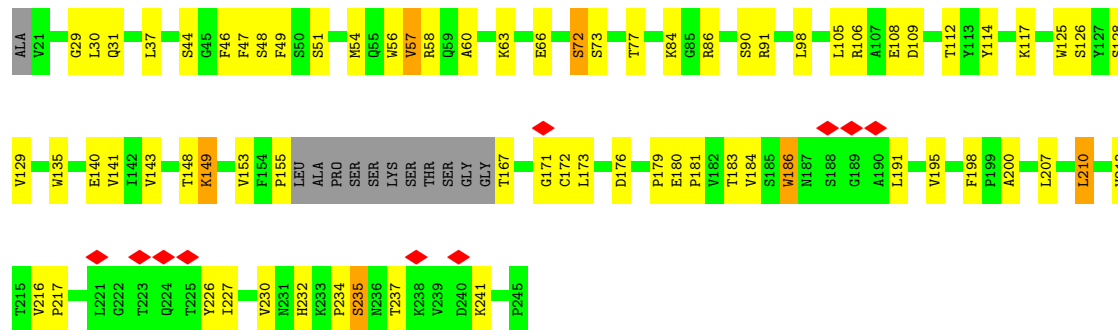 ALA V21 G29 L30 Q31 L37 S44 G45 F46 F47 S48 F49 S50 S51 M54 Q55 W56 V57 R58 Q59 A60 K63 E66 S72 S73 T77 K84 G85 R86 S90 R91 L98 L105 R106 A107 E108 D109 T112 Y113 Y114 K117 W125 S126 Y127 S128
V129 W135 E140 V141 I142 V143 T148 K149 V153 F154 P155 LEU ALA PRO SER SER LYS SER THR SER GLY GLY T167 G171 C172 L173 D176 P179 E180 P181 V182 T183 V184 S185 W186 N187 S188 G189 A190 L191 V195 F198 P199 A200 L207 L210
T215 V216 P217 L221 G222 T223 Q224 T225 Y226 I227 V230 N231 H232 K233 P234 S235 N236 T237 K238 V239 D240 K241 P245